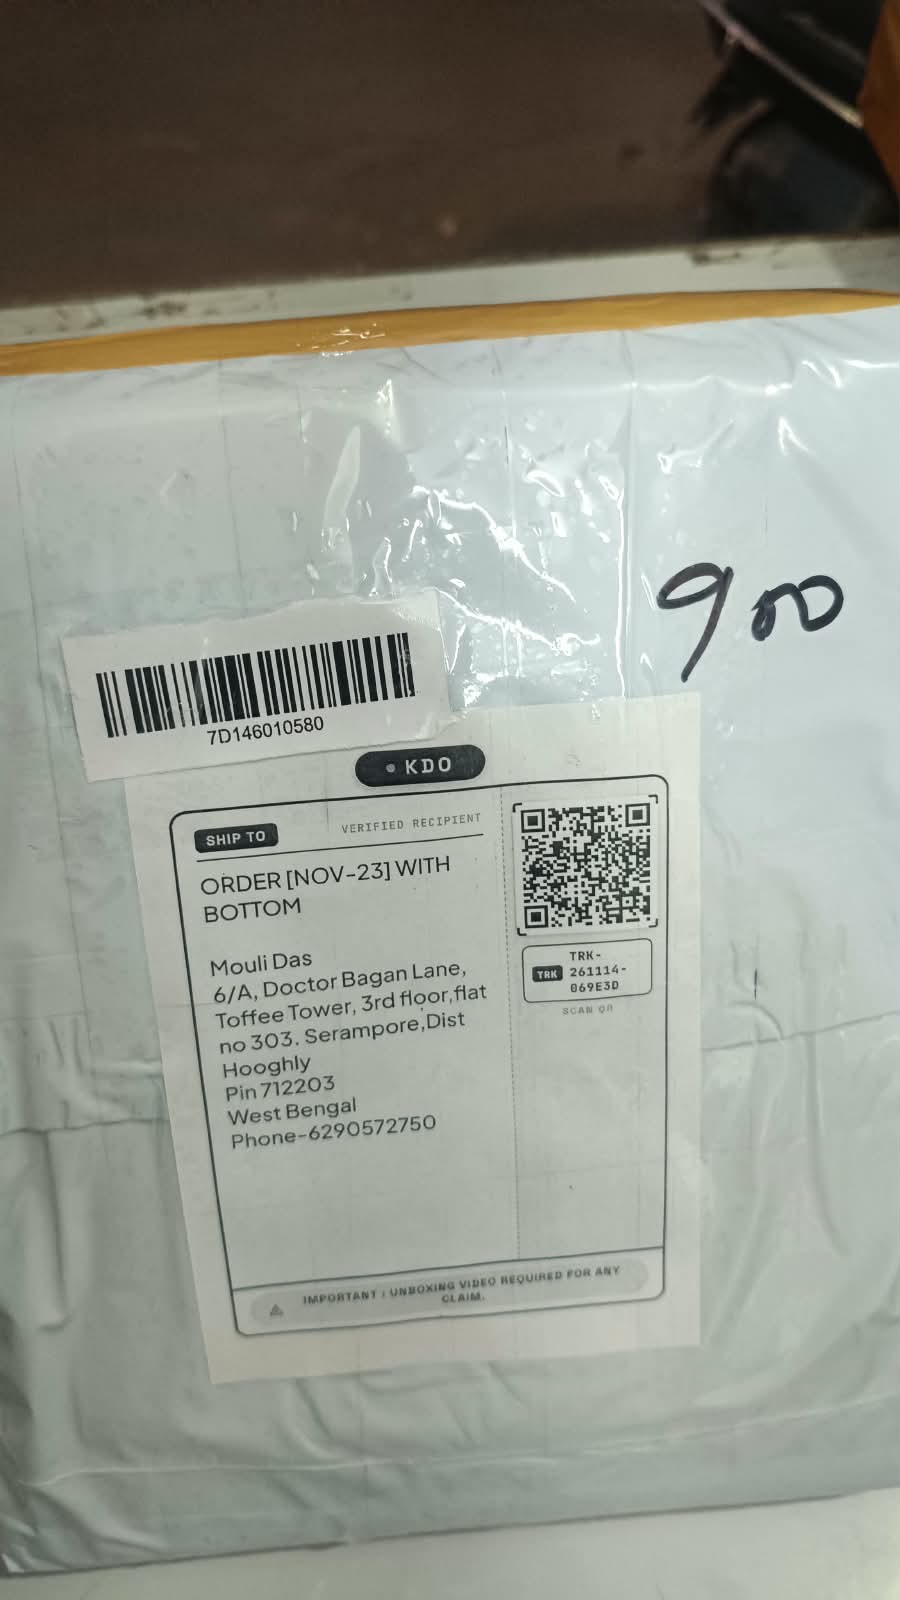 900
7D146010580
KDO
SHIP TO
VERIFIED RECIPIENT
ORDER [NOV-23] WITH
BOTTOM
Mouli Das
6/A, Doctor Bagan Lane,
Toffee Tower, 3rd floor,flat
no 303. Serampore,Dist
Hooghly
Pin 712203
West Bengal
Phone-6290572750
TRK
TRK-
261114-
069E3D
SCAN QR
IMPORTANT : UNBOXING VIDEO REQUIRED FOR ANY
CLAIM.